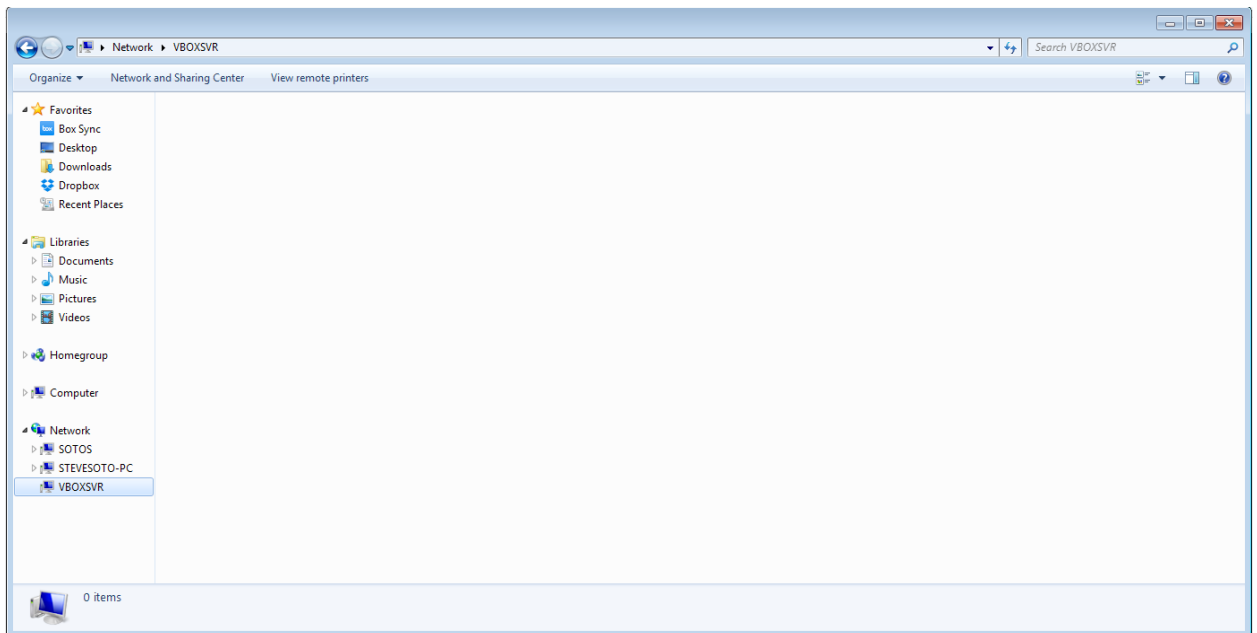 Network VBOXSVR
Search VBOXSVR
Organize Network and Sharing Center View remote printers
Favorites
box Box Sync
Desktop
Downloads
Dropbox
Recent Places
Libraries
Documents
Music
Pictures
Videos
Homegroup
Computer
Network
SOTOS
STEVESOTO-PC
VBOXSVR
0 items